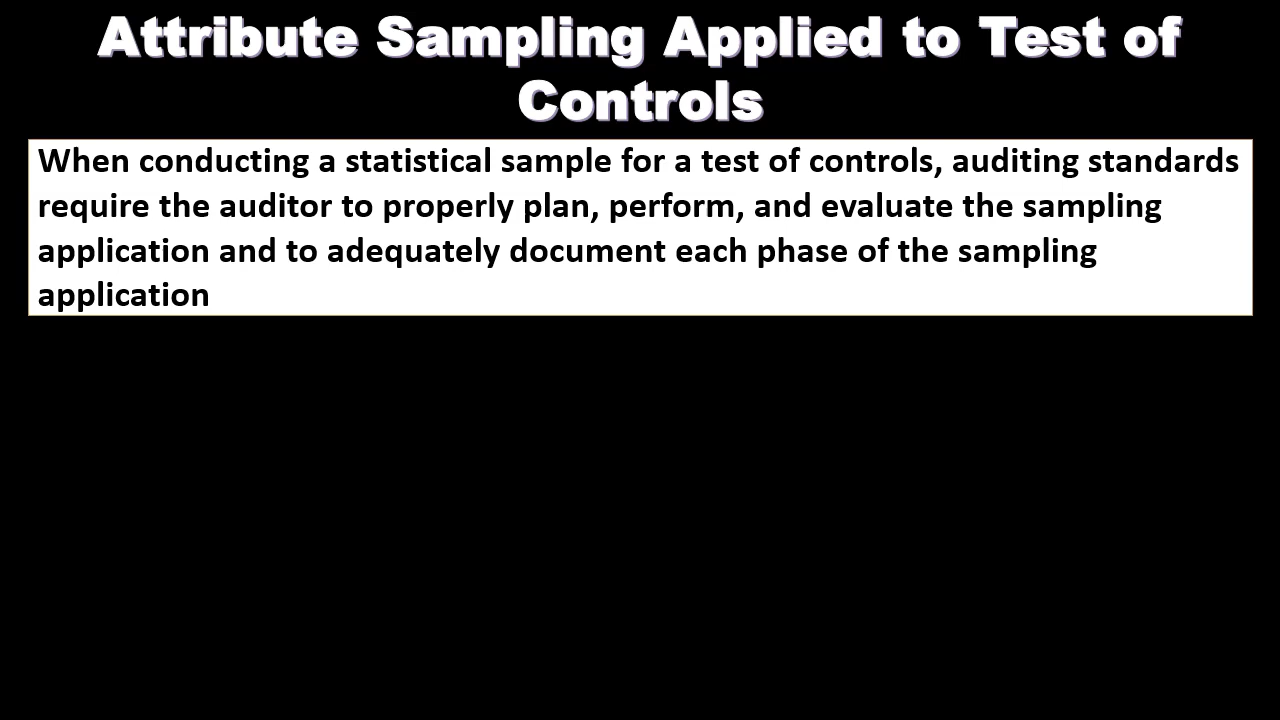 Attribute Sampling Applied to Test of
Controls
When conducting a statistical sample for a test of controls, auditing standards
require the auditor to properly plan, perform, and evaluate the sampling
application and to adequately document each phase of the sampling
application